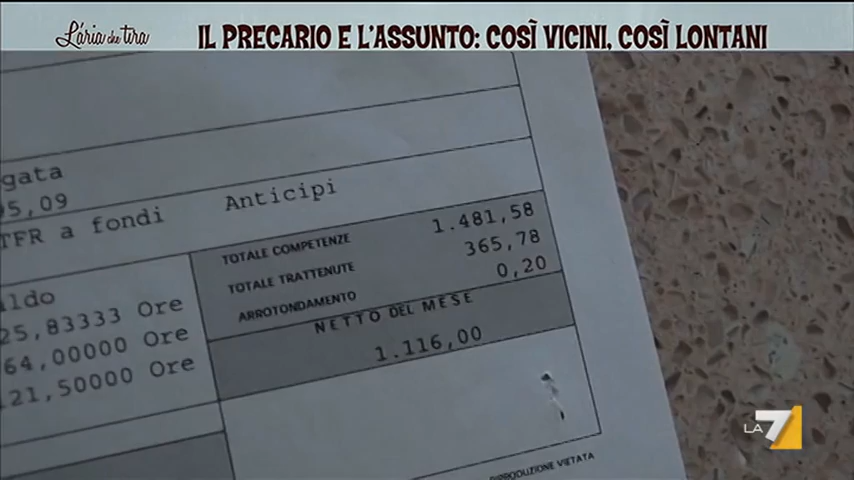 L'aria che tira
IL PRECARIO E L'ASSUNTO: COSÌ VICINI, COSÌ LONTANI
gata
95,09
TFR a fondi Anticipi
TOTALE COMPETENZE 1.481,58
TOTALE TRATTENUTE 365,78
ARROTONDAMENTO 0,20
NETTO DEL MESE
1.116,00
aldo
25,83333 Ore
64,00000 Ore
121,50000 Ore
RIPRODUZIONE VIETATA
LA 7